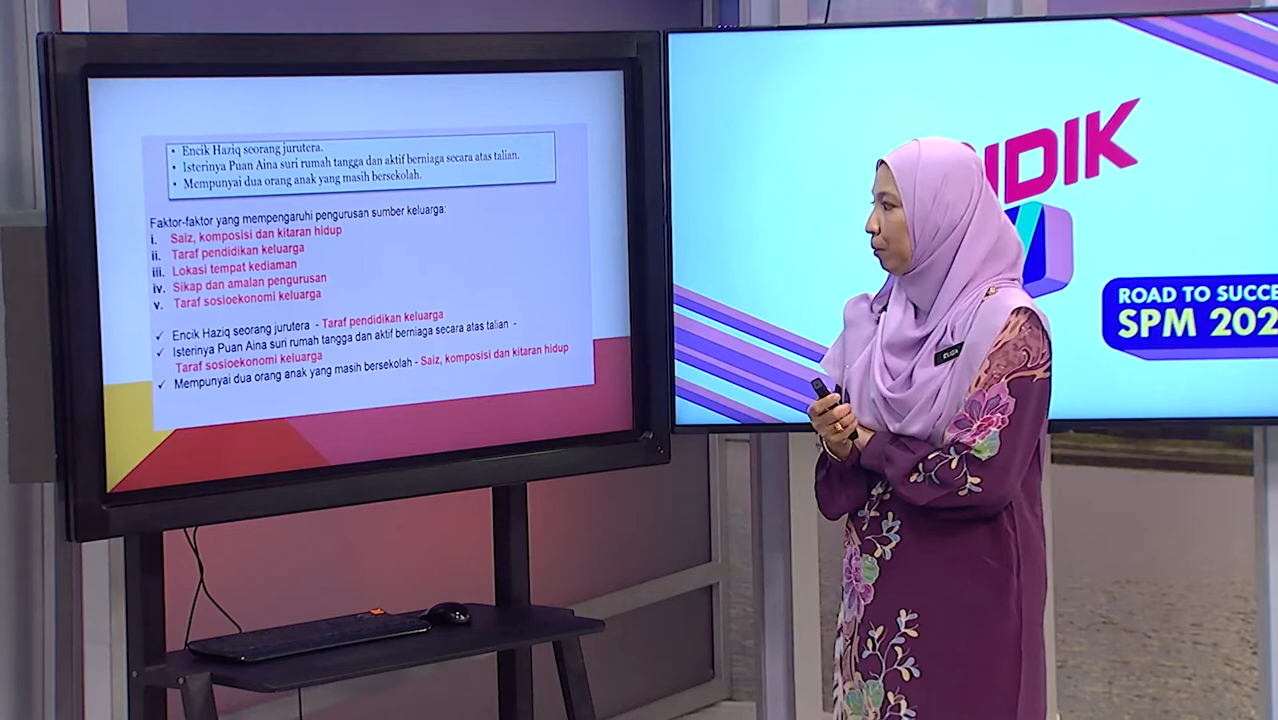 • Encik Haziq seorang jurutera.
• Isterinya Puan Aina suri rumah tangga dan aktif berniaga secara atas talian.
• Mempunyai dua orang anak yang masih bersekolah.
Faktor-faktor yang mempengaruhi pengurusan sumber keluarga:
i. Saiz, komposisi dan kitaran hidup
ii. Taraf pendidikan keluarga
iii. Lokasi tempat kediaman
iv. Sikap dan amalan pengurusan
v. Taraf sosioekonomi keluarga
✓ Encik Haziq seorang jurutera - Taraf pendidikan keluarga
✓ Isterinya Puan Aina suri rumah tangga dan aktif berniaga secara atas talian -
Taraf sosioekonomi keluarga
✓ Mempunyai dua orang anak yang masih bersekolah - Saiz, komposisi dan kitaran hidup
IDIK
ROAD TO SUCCE
SPM 202